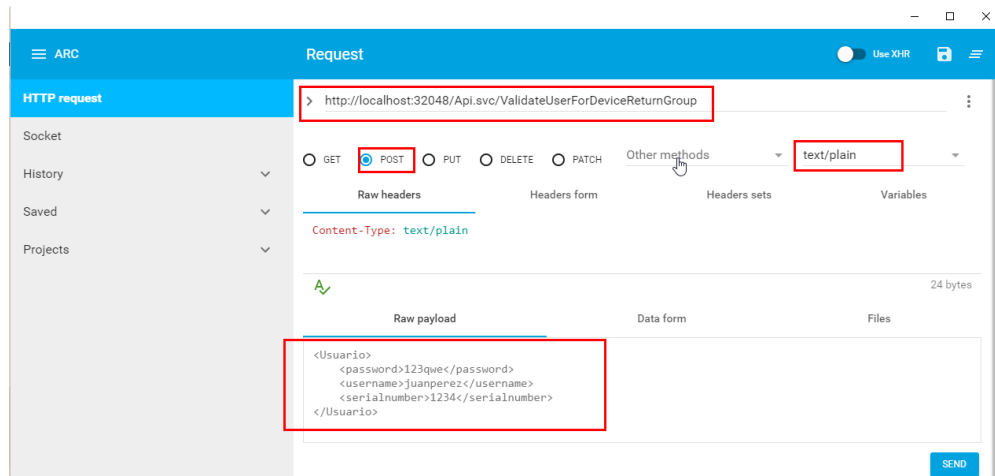 ARC
Request
Use XHR
HTTP request
http://localhost:32048/Api.svc/ValidateUserForDeviceReturnGroup
Socket
GET POST PUT DELETE PATCH Other methods text/plain
History
Raw headers Headers form Headers sets Variables
Saved
Content-Type: text/plain
Projects
24 bytes
Raw payload Data form Files
<Usuario>
<password>123qwe</password>
<username>juanperez</username>
<serialnumber>1234</serialnumber>
</Usuario>
SEND